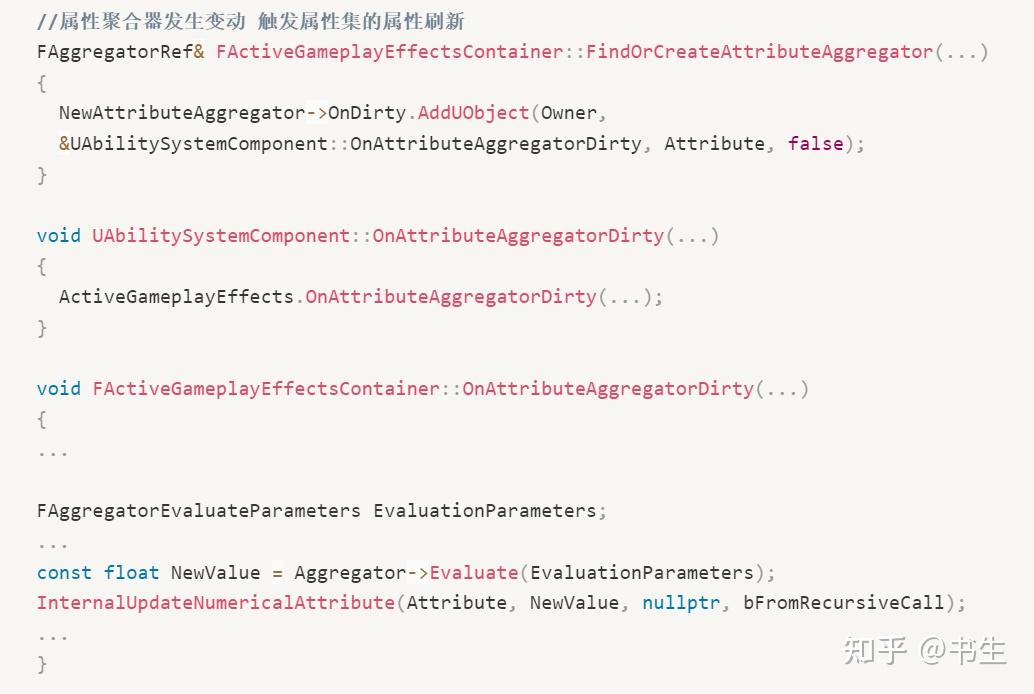 //属性聚合器发生变动 触发属性集的属性刷新
FAggregatorRef& FActiveGameplayEffectsContainer::FindOrCreateAttributeAggregator(...)
{
  NewAttributeAggregator->OnDirty.AddUObject(Owner,
  &UAbilitySystemComponent::OnAttributeAggregatorDirty, Attribute, false);
}

void UAbilitySystemComponent::OnAttributeAggregatorDirty(...)
{
  ActiveGameplayEffects.OnAttributeAggregatorDirty(...);
}

void FActiveGameplayEffectsContainer::OnAttributeAggregatorDirty(...)
{
...

FAggregatorEvaluateParameters EvaluationParameters;
...
const float NewValue = Aggregator->Evaluate(EvaluationParameters);
InternalUpdateNumericalAttribute(Attribute, NewValue, nullptr, bFromRecursiveCall);
...
}
知乎 @书生